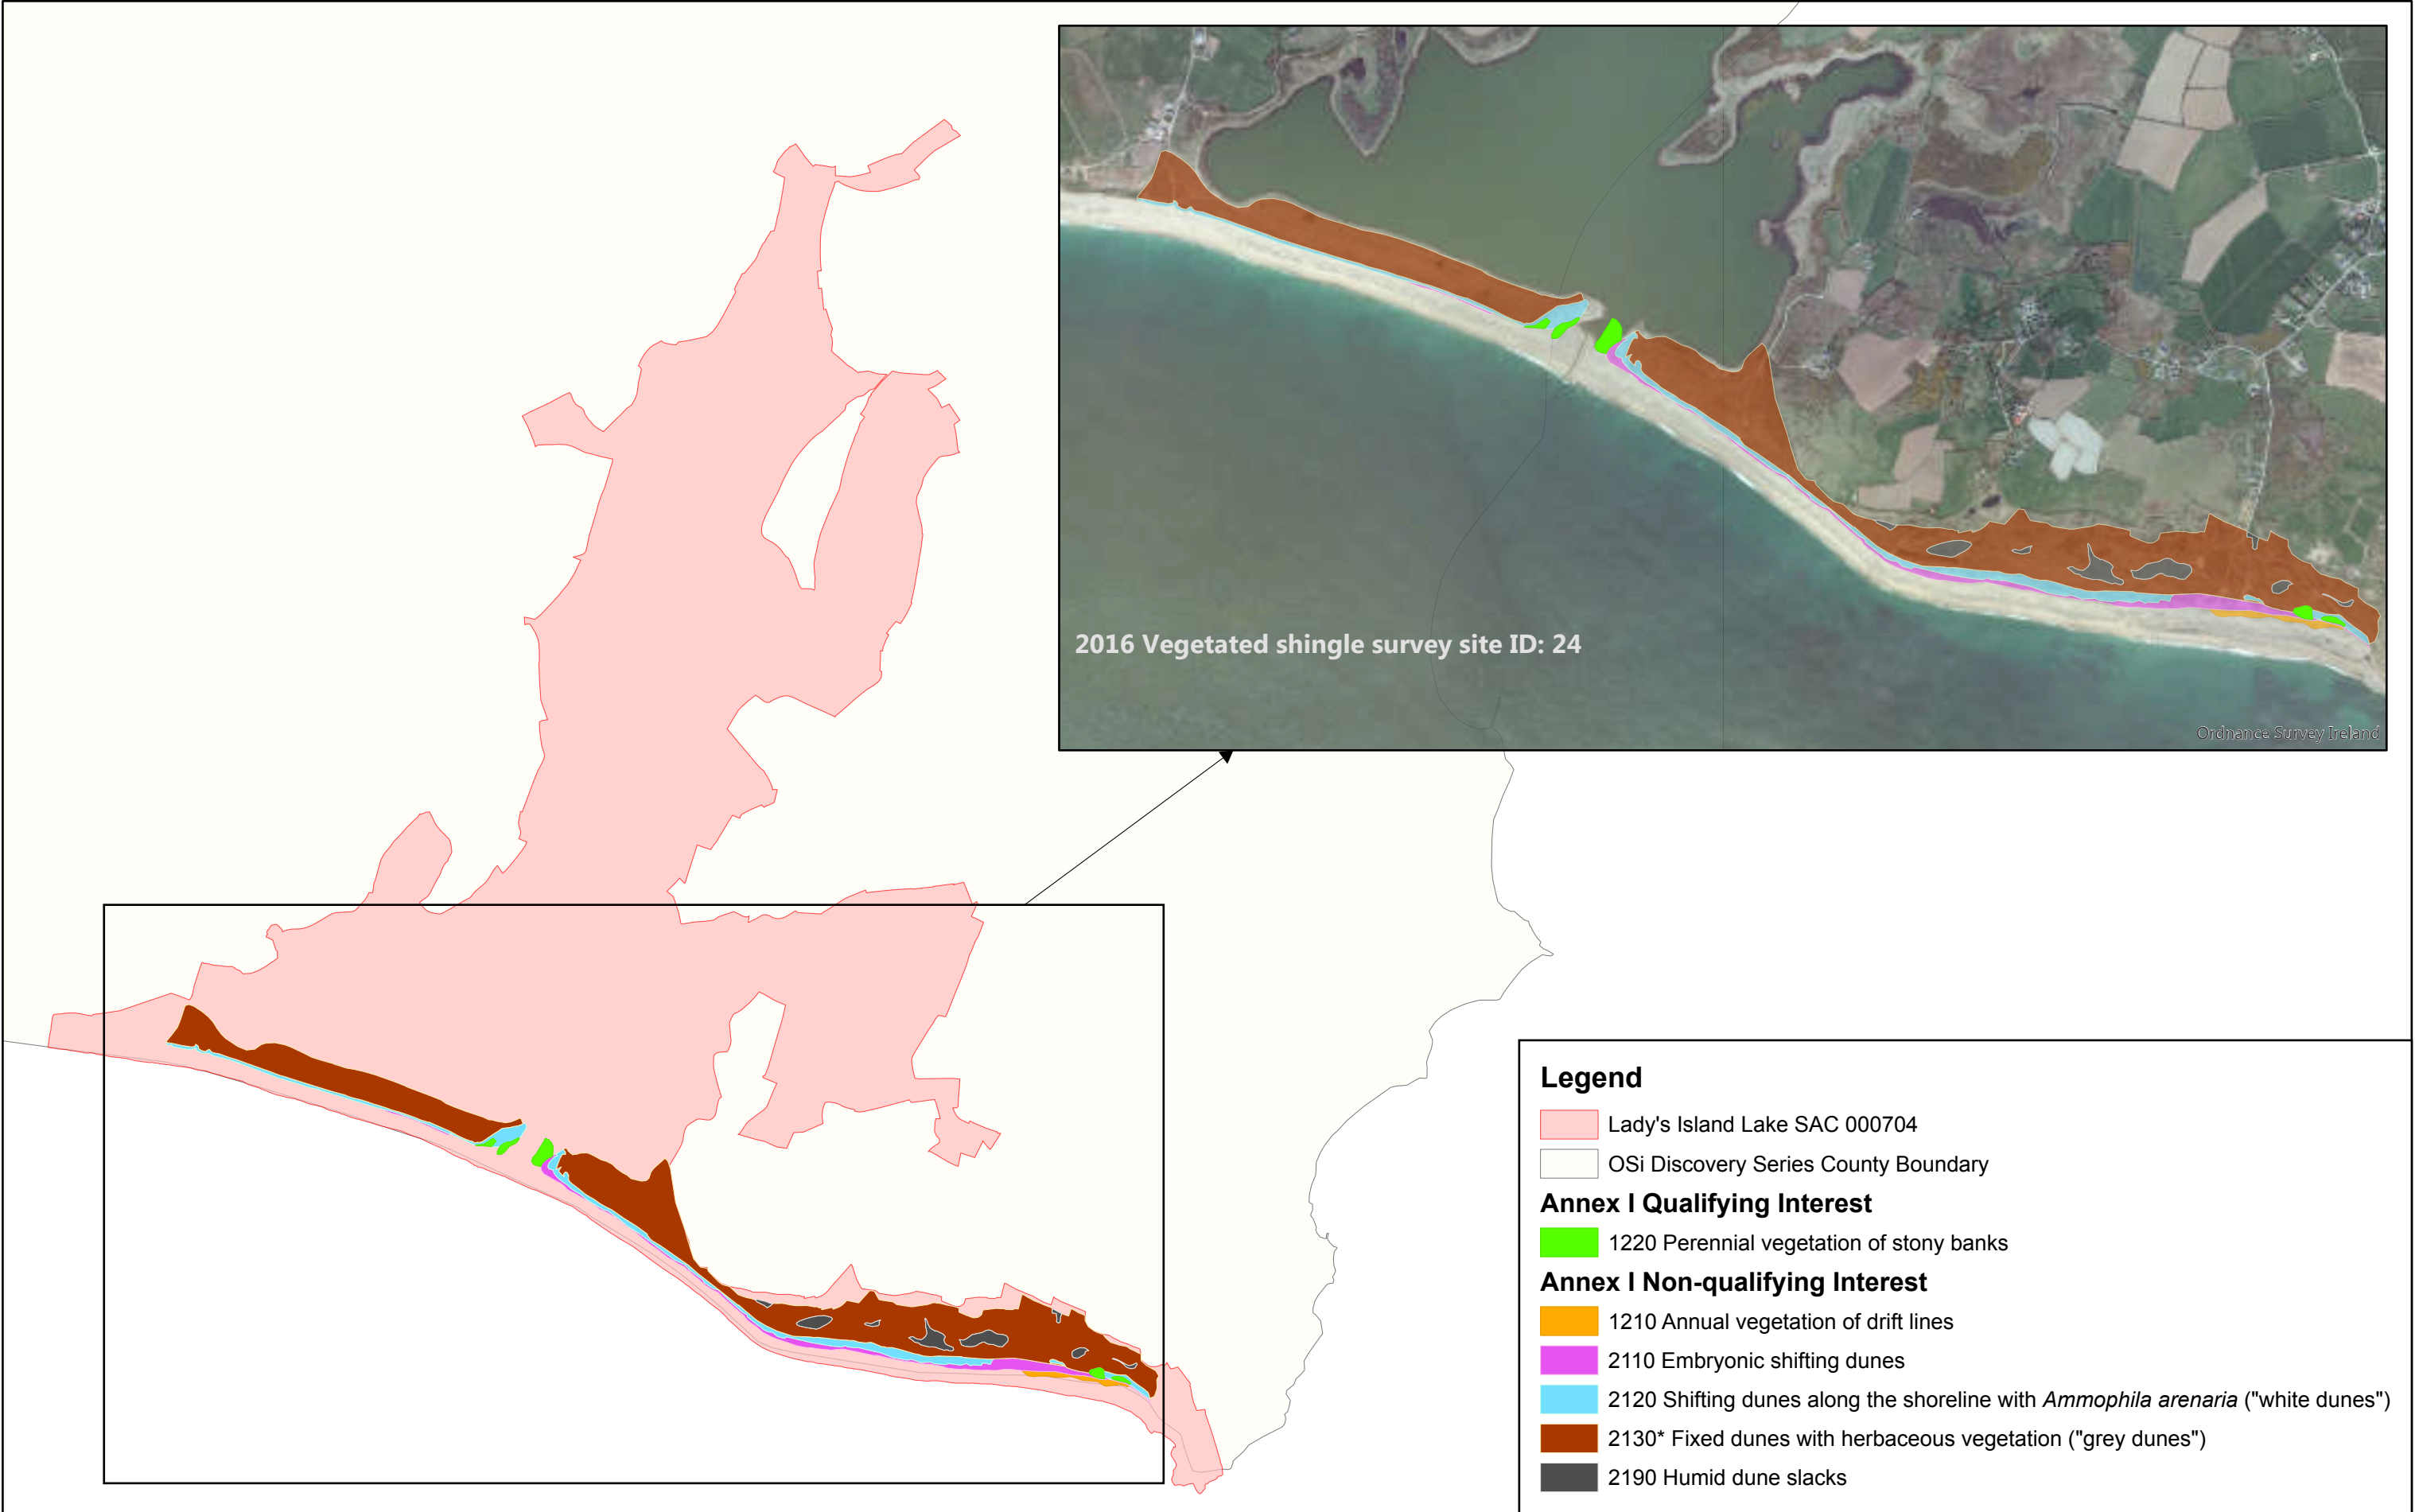 2016 Vegetated shingle survey site ID: 24
Ordnance Survey Ireland
Legend
Lady's Island Lake SAC 000704
OSi Discovery Series County Boundary
Annex I Qualifying Interest
1220 Perennial vegetation of stony banks
Annex I Non-qualifying Interest
1210 Annual vegetation of drift lines
2110 Embryonic shifting dunes
2120 Shifting dunes along the shoreline with Ammophila arenaria ("white dunes")
2130* Fixed dunes with herbaceous vegetation ("grey dunes")
2190 Humid dune slacks